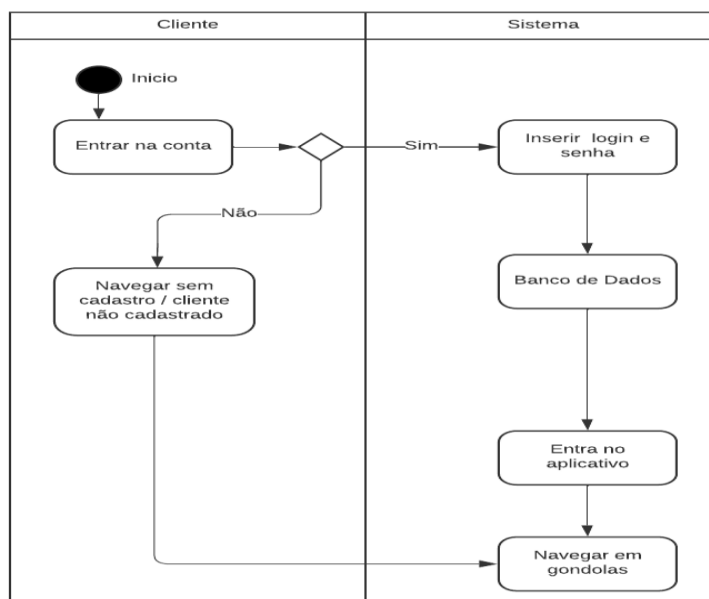 Cliente
Sistema
Inicio
Entrar na conta
Sim
Inserir login e
senha
Não
Navegar sem
cadastro / cliente
não cadastrado
Banco de Dados
Entra no
aplicativo
Navegar em
gondolas